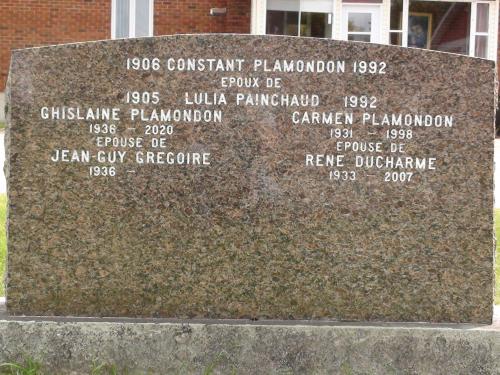 1906 CONSTANT PLAMONDON 1992
EPOUX DE
1905 LULIA PAINCHAUD 1992
GHISLAINE PLAMONDON
1936 - 2020
EPOUSE DE
JEAN-GUY GREGOIRE
1936 -
CARMEN PLAMONDON
1931 - 1998
EPOUSE DE
RENE DUCHARME
1933 - 2007